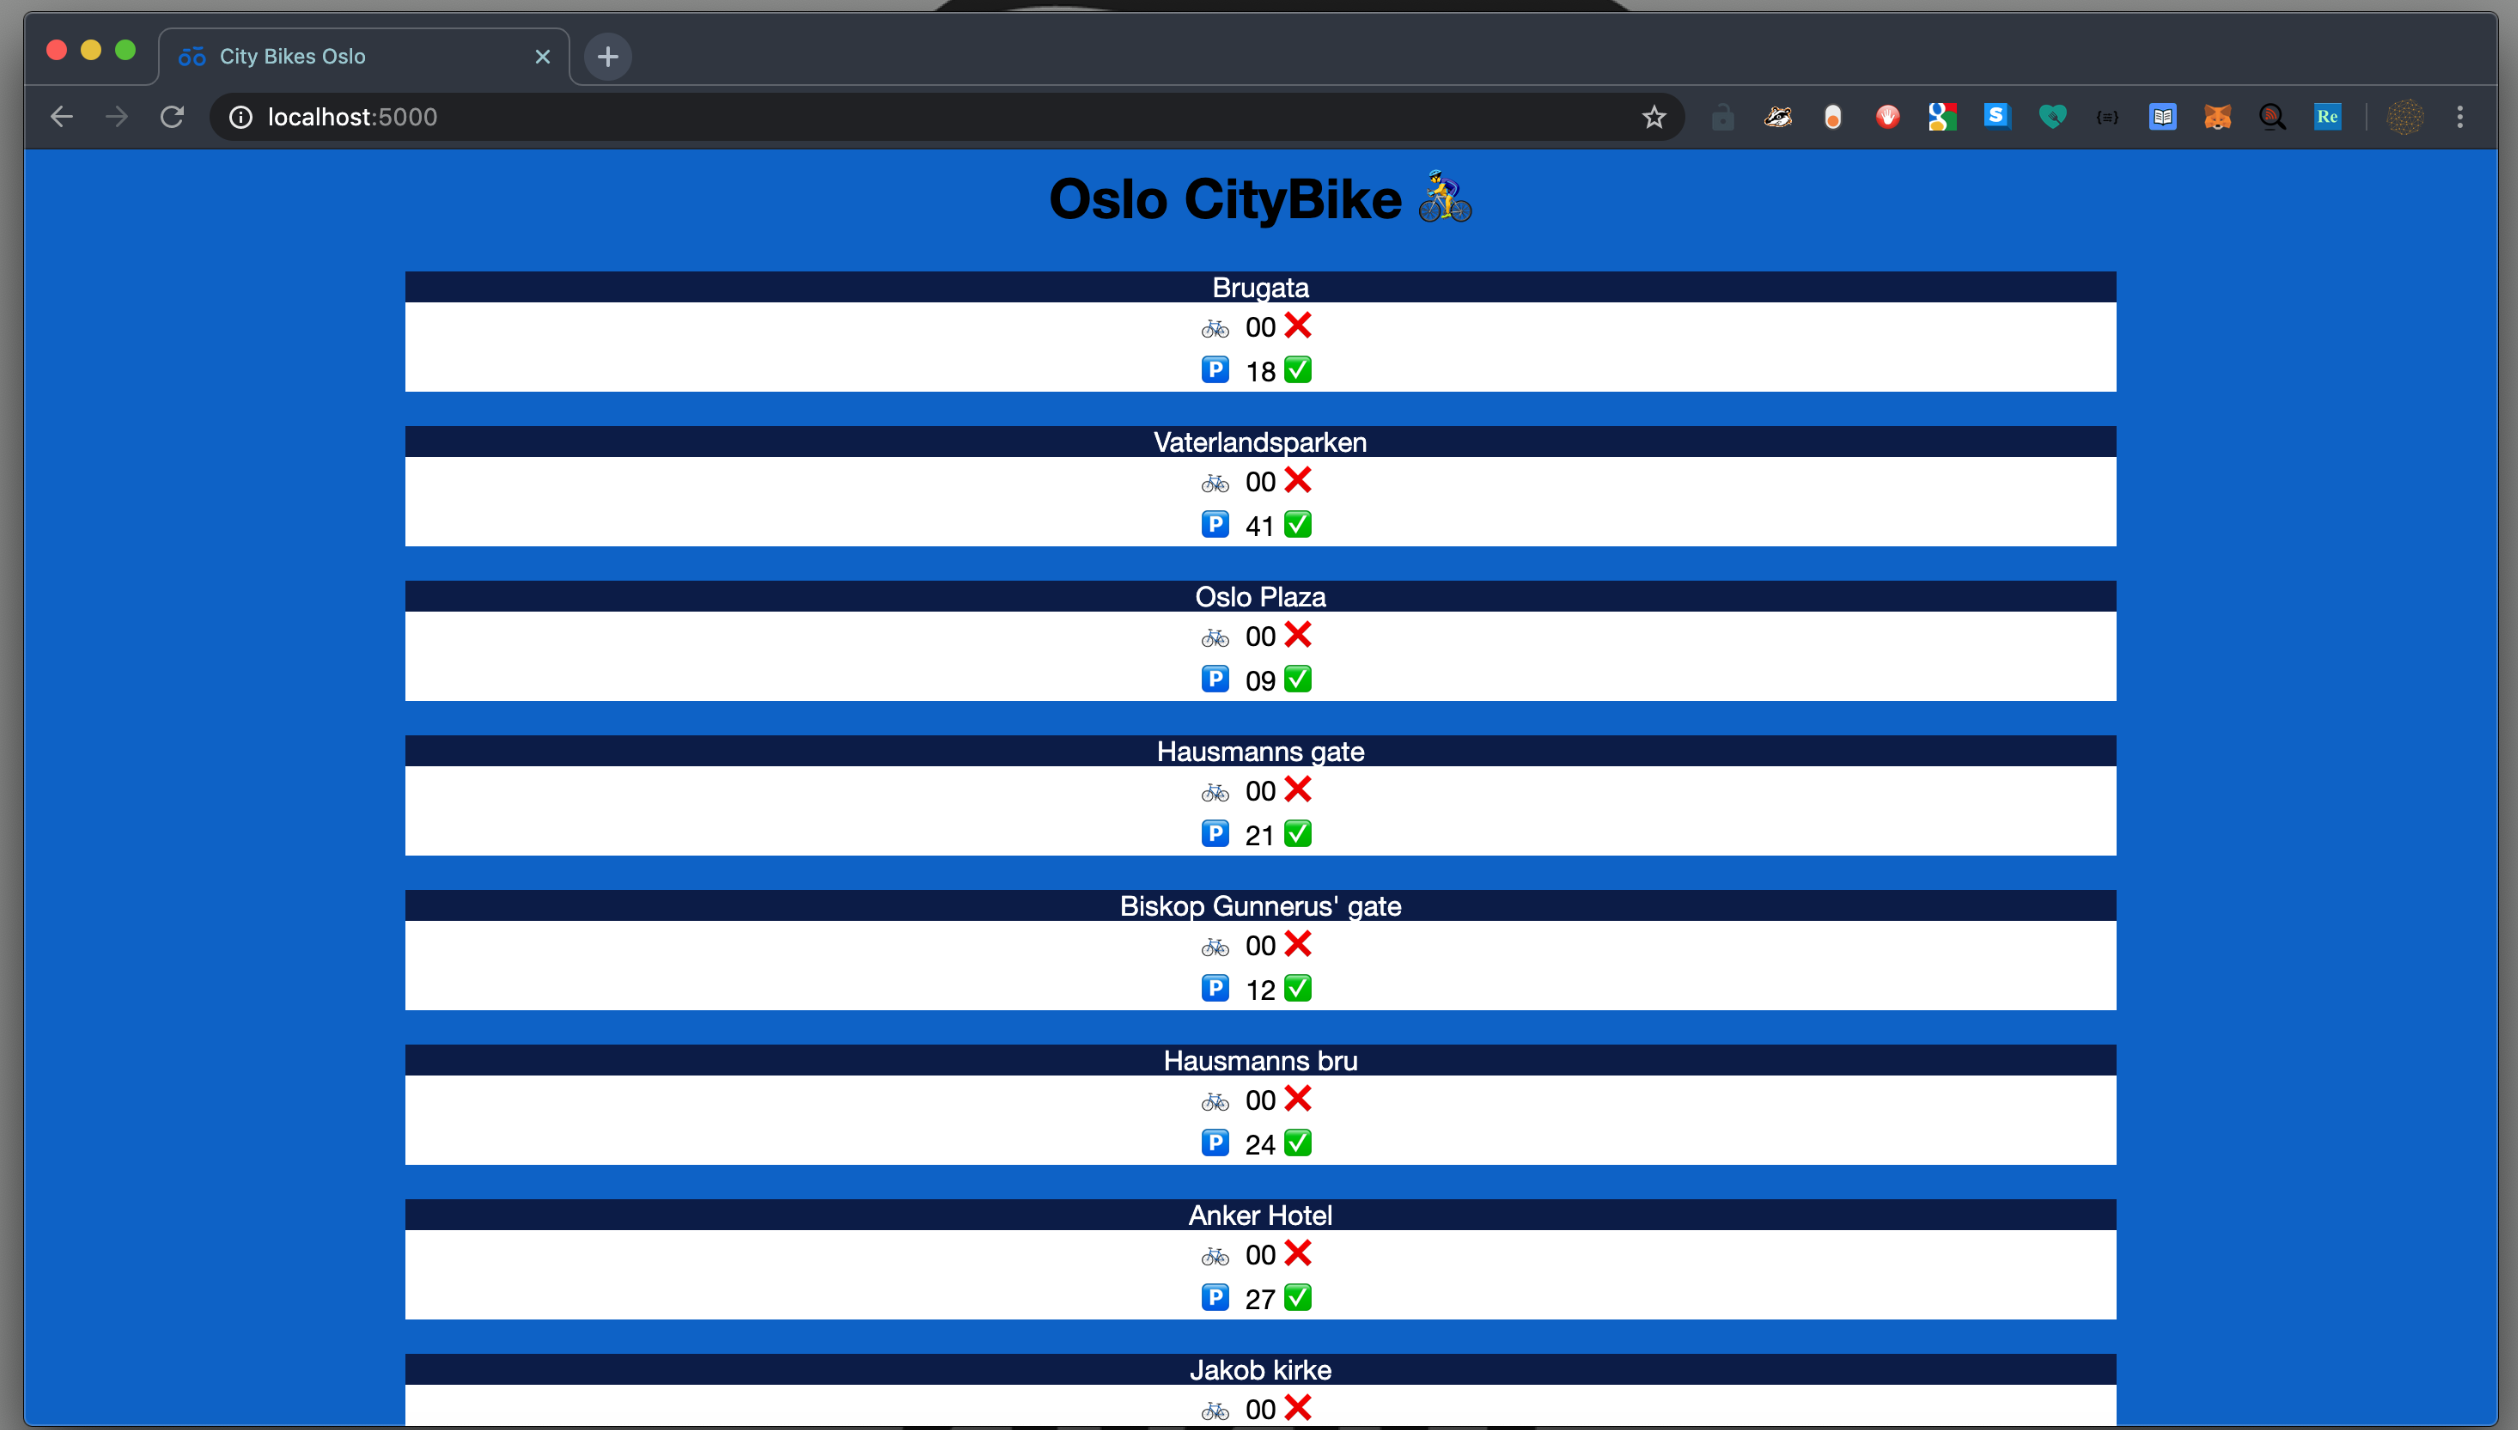 City Bikes Oslo
localhost:5000
S
Re
Oslo CityBike
Brugata
00
P 18
Vaterlandsparken
00
P 41
Oslo Plaza
00
P 09
Hausmanns gate
00
P 21
Biskop Gunnerus' gate
00
P 12
Hausmanns bru
00
P 24
Anker Hotel
00
P 27
Jakob kirke
00